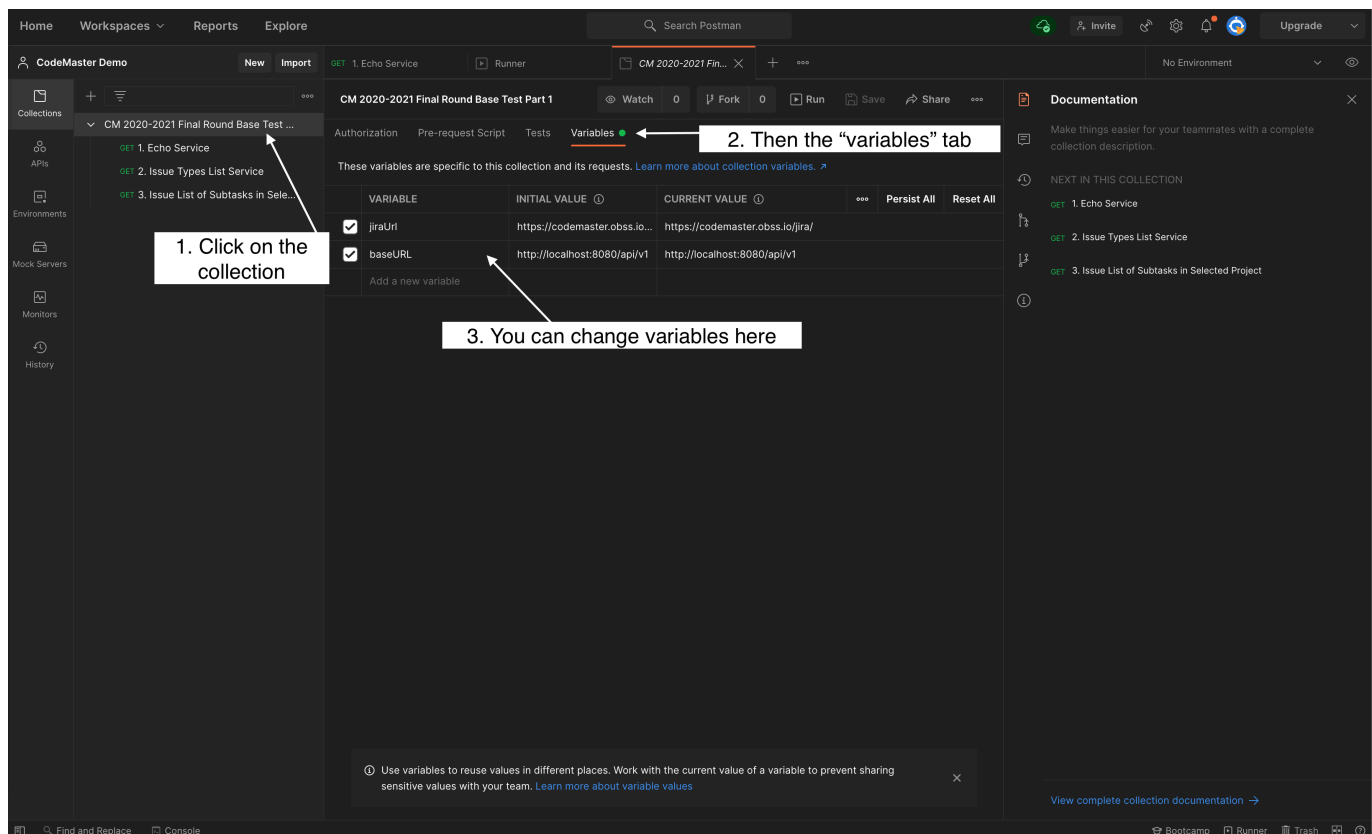 Home Workspaces Reports Explore Search Postman Invite Upgrade
CodeMaster Demo New Import GET 1. Echo Service Runner CM 2020-2021 Fin... No Environment
Collections
APIs
Environments
Mock Servers
Monitors
History
CM 2020-2021 Final Round Base Test ...
GET 1. Echo Service
GET 2. Issue Types List Service
GET 3. Issue List of Subtasks in Sele...
1. Click on the
collection
CM 2020-2021 Final Round Base Test Part 1 Watch 0 Fork 0 Run Save Share
Authorization Pre-request Script Tests Variables
2. Then the “variables” tab
These variables are specific to this collection and its requests. Learn more about collection variables.
VARIABLE INITIAL VALUE CURRENT VALUE Persist All Reset All
jiraUrl https://codemaster.obss.io... https://codemaster.obss.io/jira/
baseURL http://localhost:8080/api/v1 http://localhost:8080/api/v1
Add a new variable
3. You can change variables here
Use variables to reuse values in different places. Work with the current value of a variable to prevent sharing
sensitive values with your team. Learn more about variable values
Documentation
Make things easier for your teammates with a complete
collection description.
NEXT IN THIS COLLECTION
GET 1. Echo Service
GET 2. Issue Types List Service
GET 3. Issue List of Subtasks in Selected Project
View complete collection documentation
Find and Replace Console Bootcamp Runner Trash